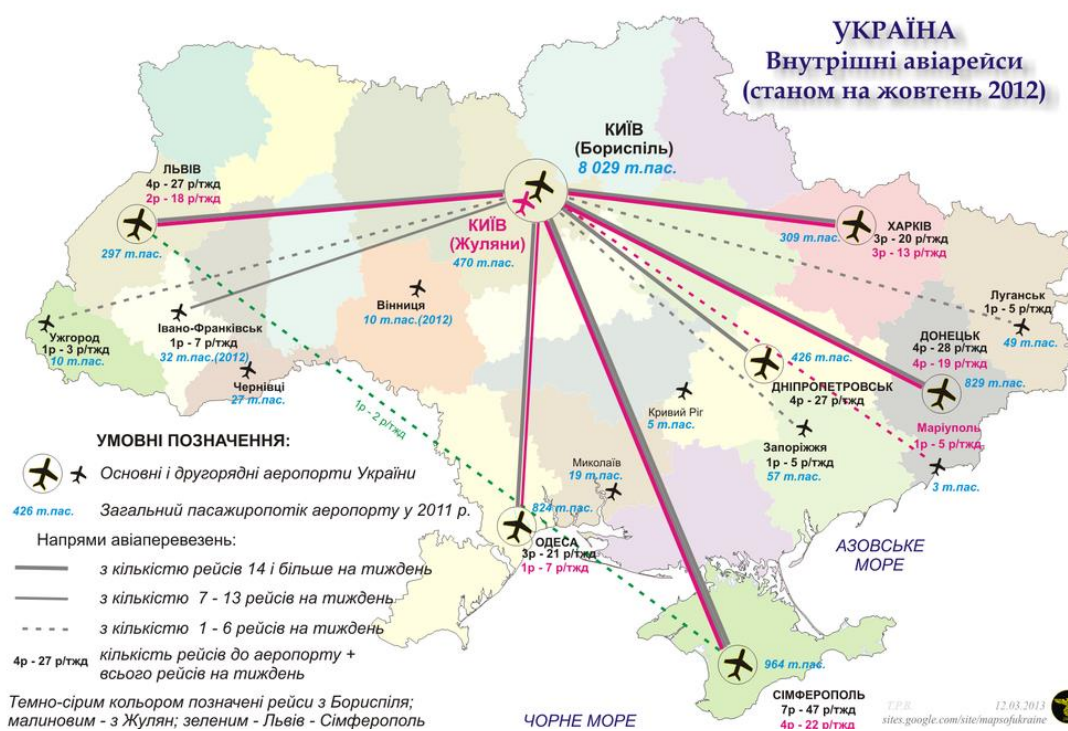 УКРАЇНА
Внутрішні авіарейси
(станом на жовтень 2012)
КИЇВ
(Бориспіль)
8 029 т.пас.
ЛЬВІВ
4р - 27 р/тжд
2р - 18 р/тжд
297 т.пас.
КИЇВ
(Жуляни)
470 т.пас.
ХАРКІВ
3р - 20 р/тжд
3р - 13 р/тжд
309 т.пас.
Луганськ
1р - 5 р/тжд
49 т.пас.
Вінниця
10 т.пас.(2012)
Ужгород
1р - 3 р/тжд
10 т.пас.
Івано-Франківськ
1р - 7 р/тжд
32 т.пас.(2012)
Чернівці
27 т.пас.
ДОНЕЦЬК
4р - 28 р/тжд
4р - 19 р/тжд
829 т.пас.
426 т.пас.
ДНІПРОПЕТРОВСЬК
4р - 27 р/тжд
Кривий Ріг
5 т.пас.
Запоріжжя
1р - 5 р/тжд
57 т.пас.
Маріуполь
1р - 5 р/тжд
3 т.пас.
1р - 2 р/тжд
Миколаїв
19 т.пас.
824 т.пас.
ОДЕСА
3р - 21 р/тжд
1р - 7 р/тжд
АЗОВСЬКЕ
МОРЕ
964 т.пас.
СІМФЕРОПОЛЬ
7р - 47 р/тжд
4р - 22 р/тжд
ЧОРНЕ МОРЕ
УМОВНІ ПОЗНАЧЕННЯ:
Основні і другорядні аеропорти України
426 т.пас. Загальний пасажиропотік аеропорту у 2011 р.
Напрями авіаперевезень:
з кількістю рейсів 14 і більше на тиждень
з кількістю 7 - 13 рейсів на тиждень
з кількістю 1 - 6 рейсів на тиждень
4р - 27 р/тжд кількість рейсів до аеропорту +
всього рейсів на тиждень
Темно-сірим кольором позначені рейси з Борисполя;
малиновим - з Жулян; зеленим - Львів - Сімферополь
Т.Р.В. 12.03.2013
sites.google.com/site/mapsofukraine